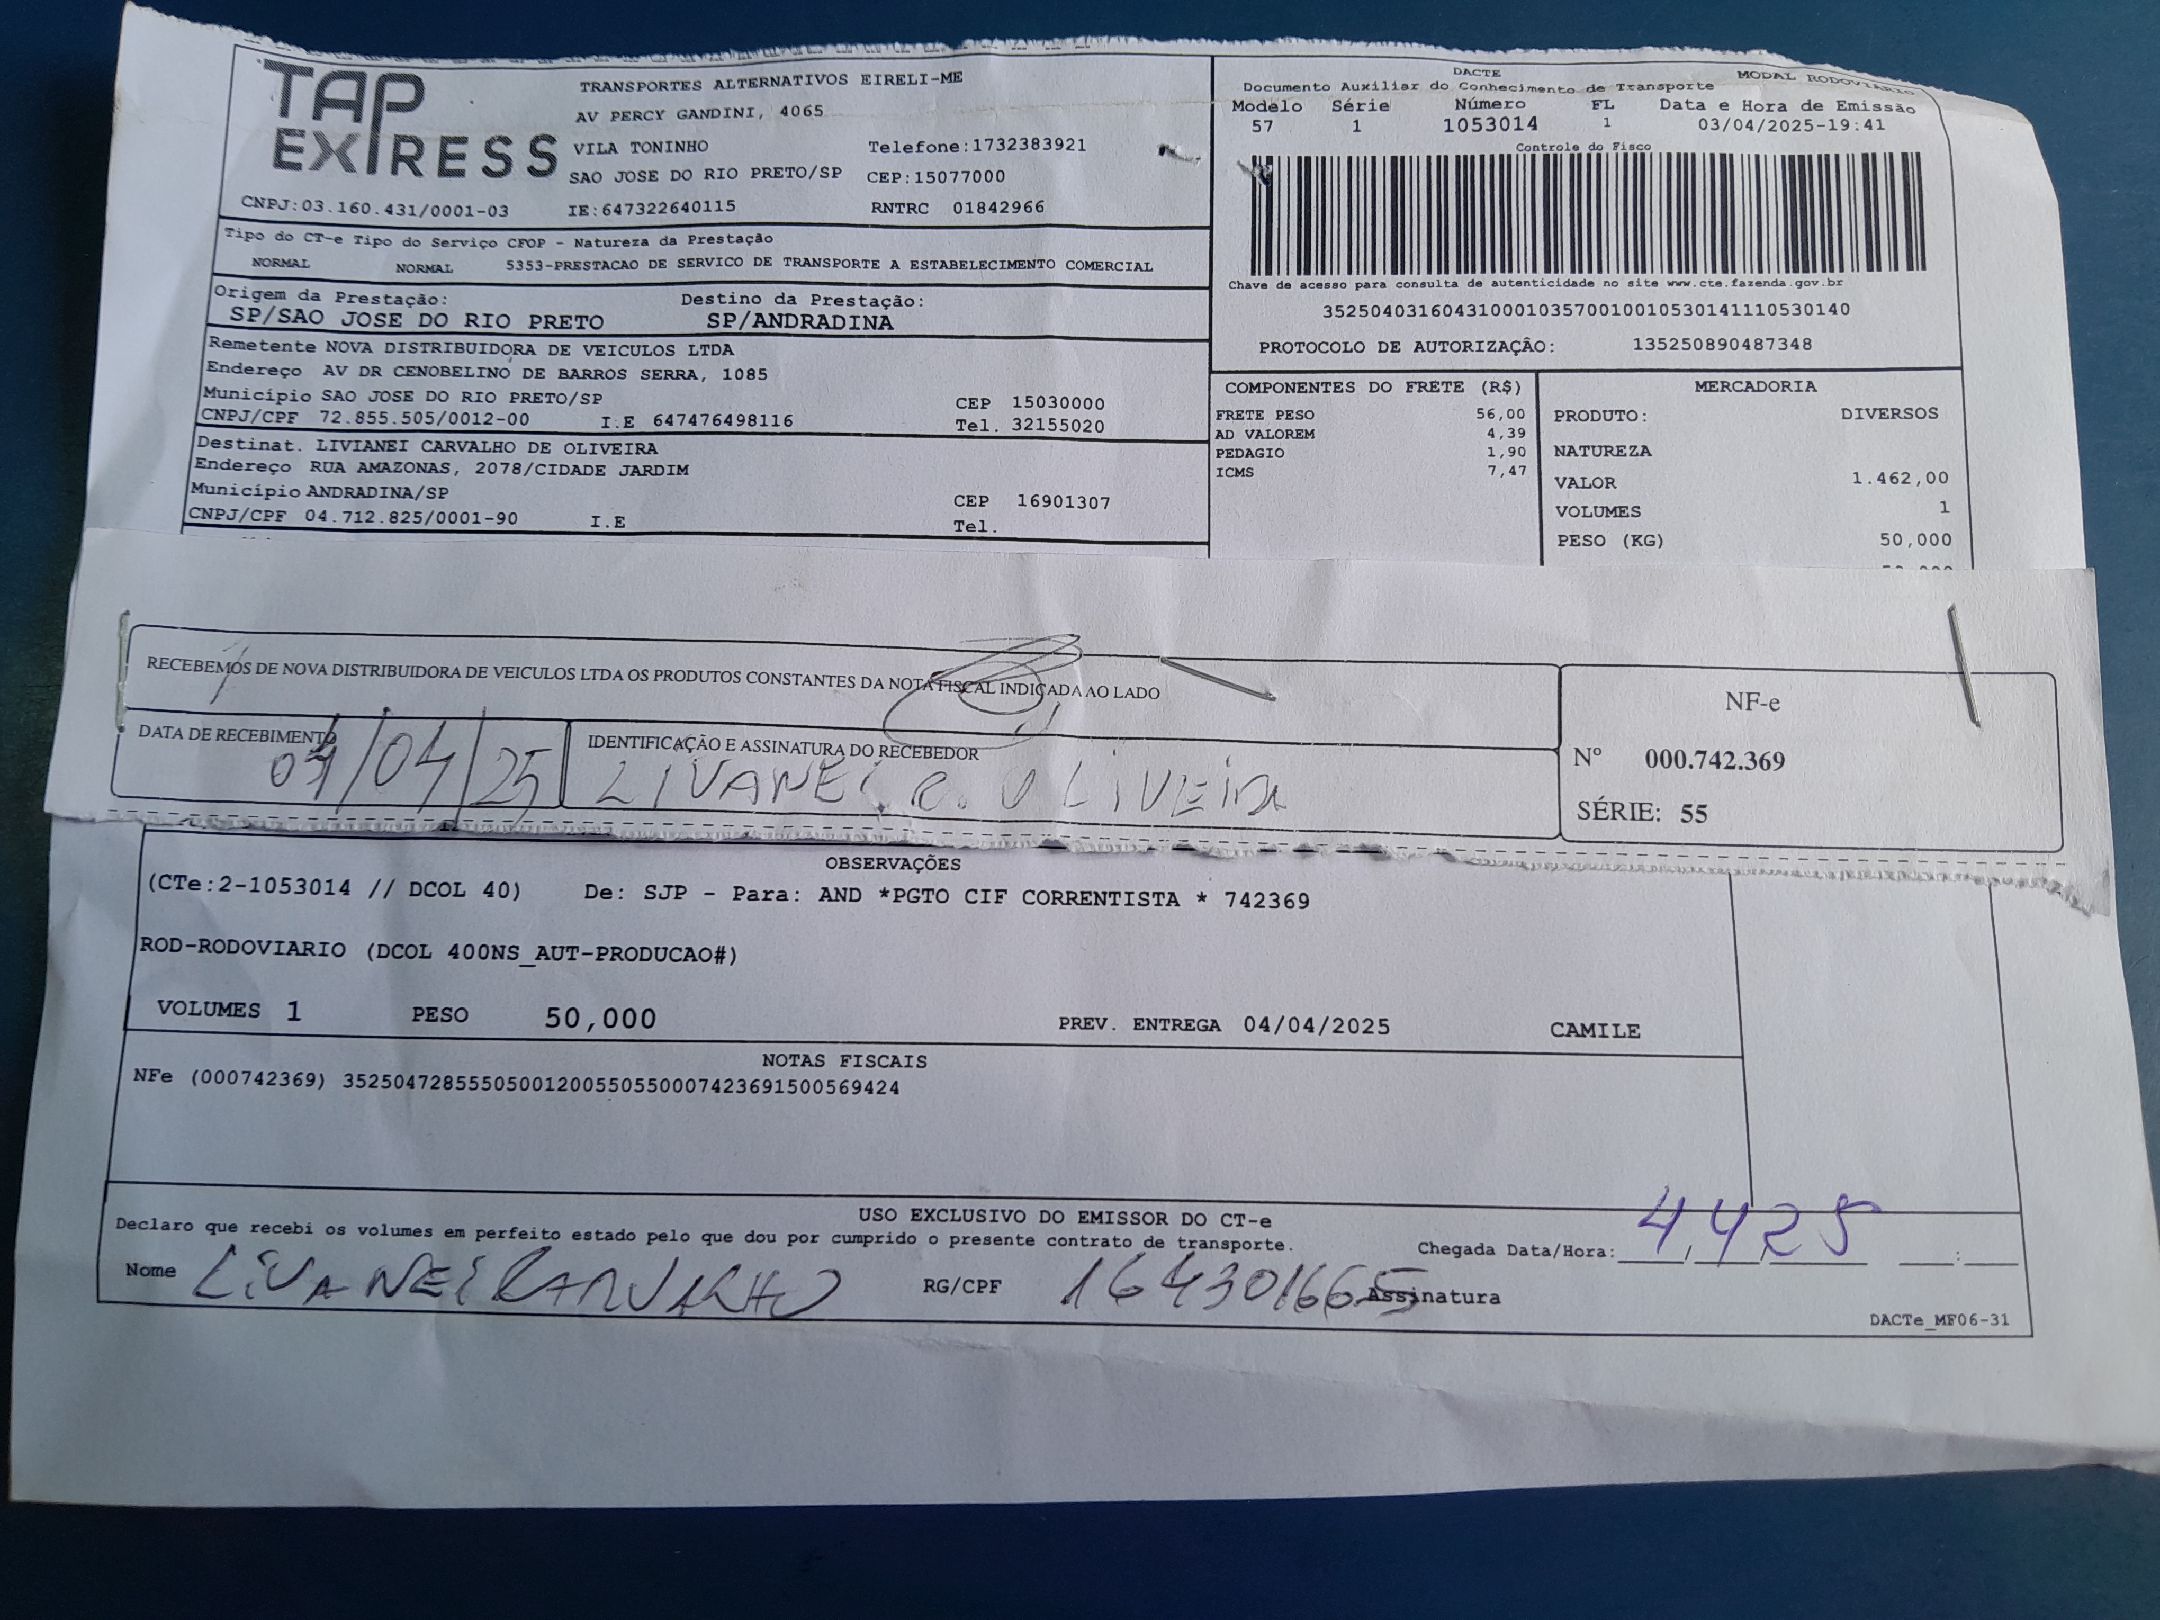 TAP
EXPRESS
TRANSPORTES ALTERNATIVOS EIRELI-ME
AV PERCY GANDINI, 4065
VILA TONINHO Telefone:1732383921
SAO JOSE DO RIO PRETO/SP CEP:15077000
CNPJ:03.160.431/0001-03 IE:647322640115 RNTRC 01842966
Tipo do CT-e Tipo do Serviço CFOP - Natureza da Prestação
NORMAL NORMAL 5353-PRESTACAO DE SERVICO DE TRANSPORTE A ESTABELECIMENTO COMERCIAL
Origem da Prestação: Destino da Prestação:
SP/SAO JOSE DO RIO PRETO SP/ANDRADINA
Remetente NOVA DISTRIBUIDORA DE VEICULOS LTDA
Endereço AV DR CENOBELINO DE BARROS SERRA, 1085
Município SAO JOSE DO RIO PRETO/SP CEP 15030000
CNPJ/CPF 72.855.505/0012-00 I.E 647476498116 Tel. 32155020
Destinat. LIVIANEI CARVALHO DE OLIVEIRA
Endereço RUA AMAZONAS, 2078/CIDADE JARDIM
Município ANDRADINA/SP CEP 16901307
CNPJ/CPF 04.712.825/0001-90 I.E Tel.
DACTE MODAL RODOVIÁRIO
Documento Auxiliar do Conhecimento de Transporte
Modelo Série Número FL Data e Hora de Emissão
57 1 1053014 1 03/04/2025-19:41
Controle do Fisco
Chave de acesso para consulta de autenticidade no site www.cte.fazenda.gov.br
35250403160431000103570010010530141110530140
PROTOCOLO DE AUTORIZAÇÃO: 135250890487348
COMPONENTES DO FRETE (R$)
FRETE PESO 56,00
AD VALOREM 4,39
PEDAGIO 1,90
ICMS 7,47
MERCADORIA
PRODUTO: DIVERSOS
NATUREZA
VALOR 1.462,00
VOLUMES 1
PESO (KG) 50,000
RECEBEMOS DE NOVA DISTRIBUIDORA DE VEICULOS LTDA OS PRODUTOS CONSTANTES DA NOTA FISCAL INDICADA AO LADO
DATA DE RECEBIMENTO
04/04/25
IDENTIFICAÇÃO E ASSINATURA DO RECEBEDOR
LIVANEI C. OLIVEIRA
NF-e
Nº 000.742.369
SÉRIE: 55
OBSERVAÇÕES
(CTe:2-1053014 // DCOL 40) De: SJP - Para: AND *PGTO CIF CORRENTISTA * 742369
ROD-RODOVIARIO (DCOL 400NS_AUT-PRODUCAO#)
VOLUMES 1 PESO 50,000 PREV. ENTREGA 04/04/2025 CAMILE
NOTAS FISCAIS
NFe (000742369) 35250472855505001200550550007423691500569424
USO EXCLUSIVO DO EMISSOR DO CT-e
Declaro que recebi os volumes em perfeito estado pelo que dou por cumprido o presente contrato de transporte.
Chegada Data/Hora: 4, 4, 25 :
Nome LIVANEI CARVALHO RG/CPF 1643016655 Assinatura
DACTe_MF06-31